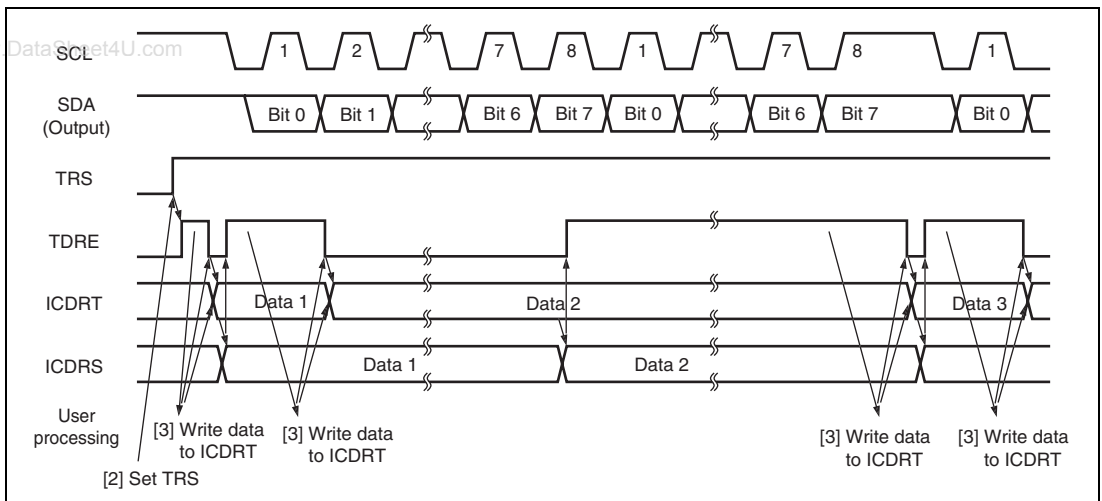 DataSheet4U.com
SCL 1 2 7 8 1 7 8 1
SDA
(Output)
Bit 0 Bit 1 Bit 6 Bit 7 Bit 0 Bit 6 Bit 7 Bit 0
TRS
TDRE
ICDRT Data 1 Data 2 Data 3
ICDRS Data 1 Data 2
User
processing
[3] Write data
to ICDRT
[3] Write data
to ICDRT
[3] Write data
to ICDRT
[3] Write data
to ICDRT
[2] Set TRS